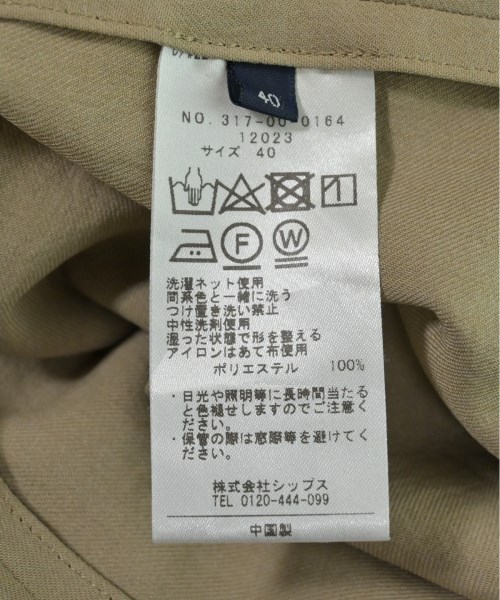 40
NO. 317-00-0164
12023
サイズ 40
F W
洗濯ネット使用
同系色と一緒に洗う
つけ置き洗い禁止
中性洗剤使用
湿った状態で形を整える
アイロンはあて布使用
ポリエステル 100%
・日光や照明等に長時間当たる
と色褪せしますのでご注意く
ださい。
・保管の際は窓際等を避けてく
ださい。
株式会社シップス
TEL 0120-444-099
中国製